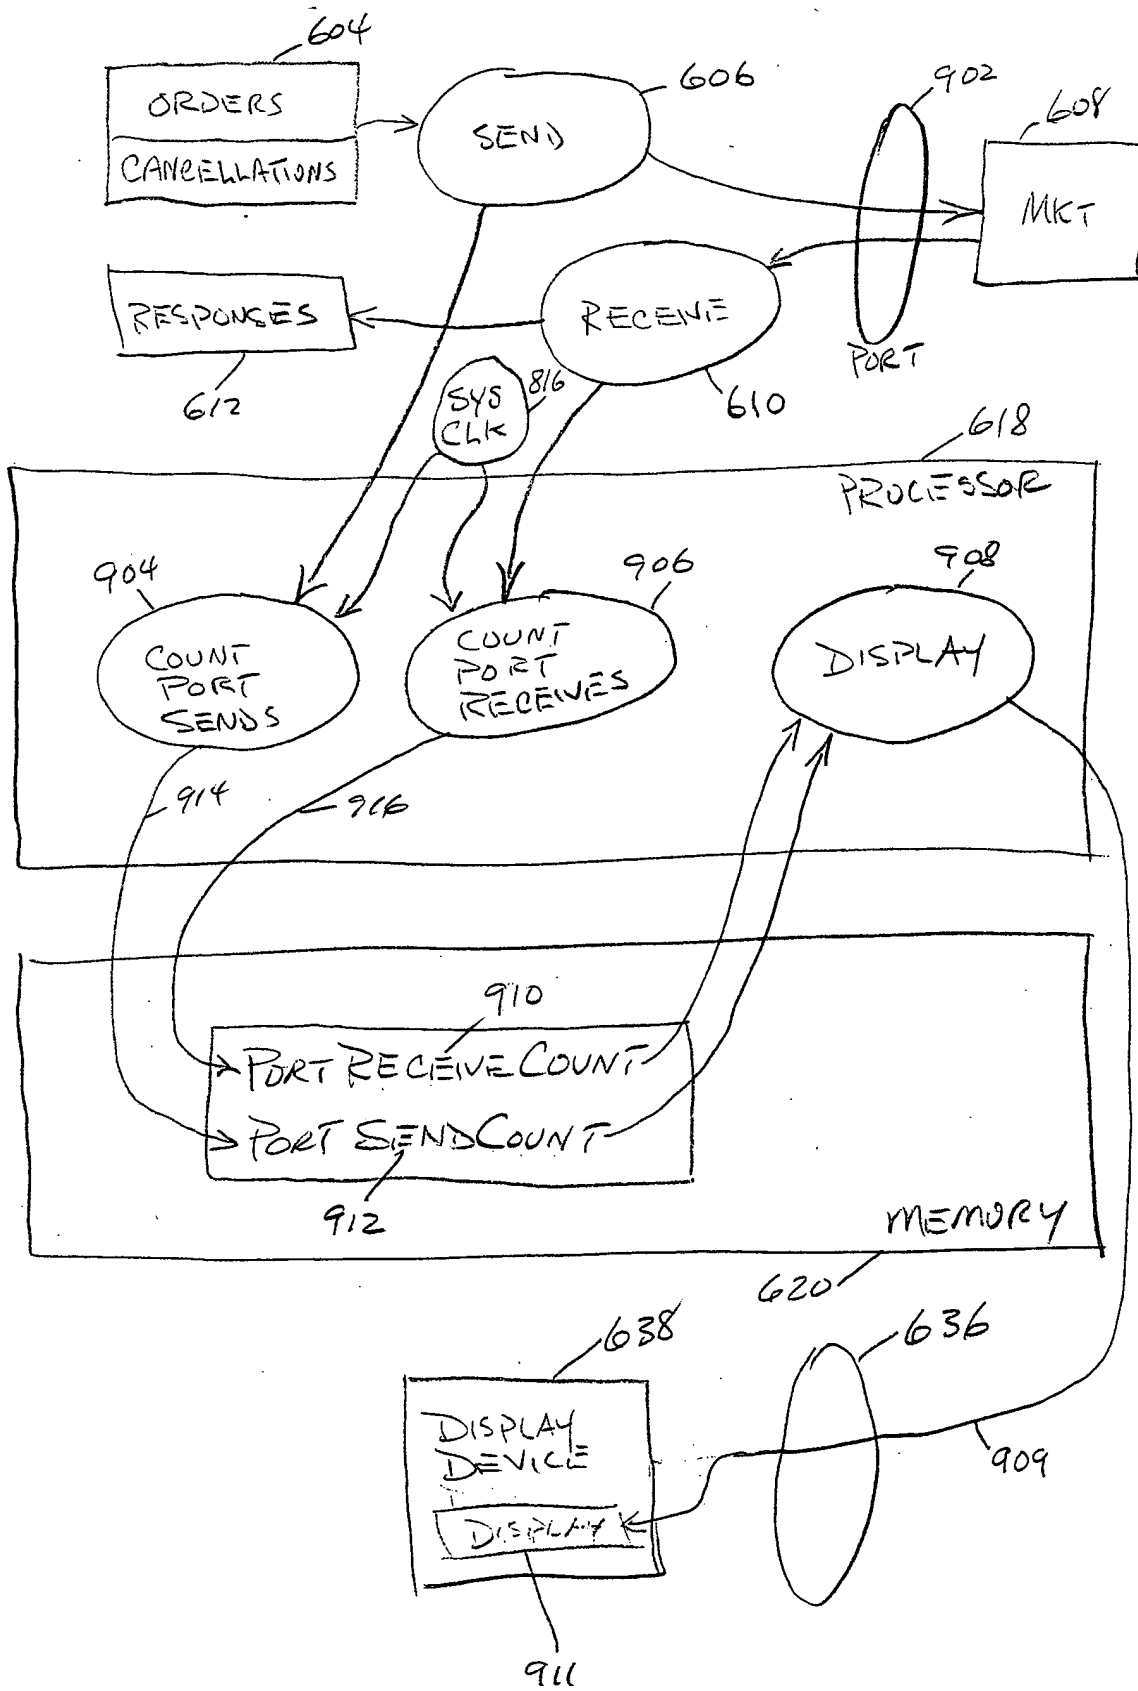 604
606
902
608
ORDERS
CANCELLATIONS
SEND
MKT
RESPONSES
RECEIVE
PORT
612
SYS
CLK
816
610
618
PROCESSOR
904
906
908
COUNT
PORT
SENDS
COUNT
PORT
RECEIVES
DISPLAY
914
916
910
PORT RECEIVE COUNT
PORT SEND COUNT
912
MEMORY
620
638
636
DISPLAY
DEVICE
DISPLAY
909
911